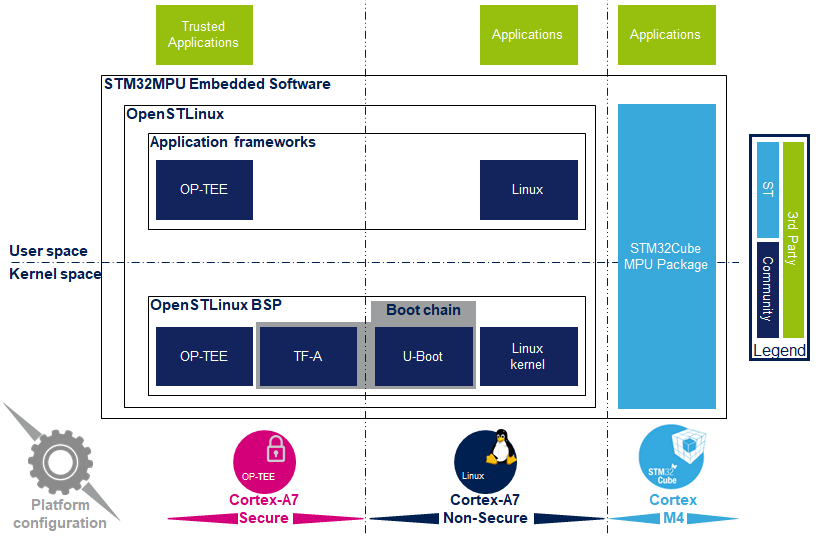 Trusted
Applications
Applications
Applications
STM32MPU Embedded Software
OpenSTLinux
Application frameworks
OP-TEE
Linux
STM32Cube
MPU Package
User space
Kernel space
OpenSTLinux BSP
Boot chain
OP-TEE
TF-A
U-Boot
Linux
kernel
ST
Community
3rd Party
Legend
Platform
configuration
OP-TEE
Cortex-A7
Secure
Linux
Cortex-A7
Non-Secure
STM32
Cube
Cortex
M4